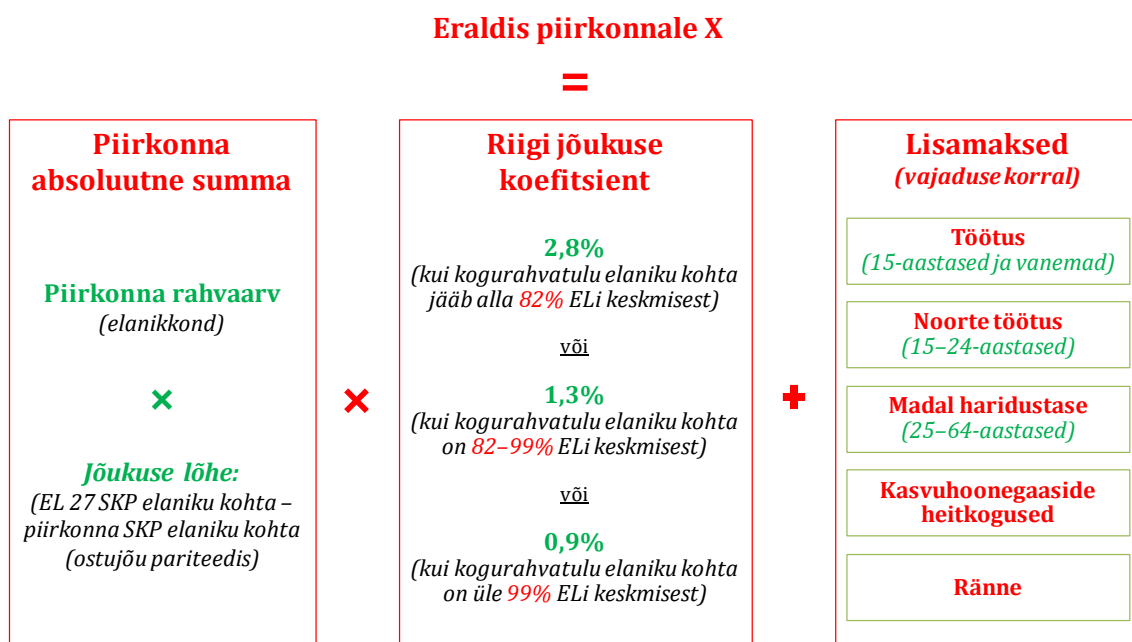 Eraldis piirkonnale X
=
Piirkonna
absoluutne summa
Piirkonna rahvaarv
(elanikkond)
×
Jõukuse lõhe:
(EL 27 SKP elaniku kohta –
piirkonna SKP elaniku kohta
(ostujõu pariteedis)
×
Riigi jõukuse
koefitsient
2,8%
(kui kogurahvatulu elaniku kohta
jääb alla 82% ELi keskmisest)
või
1,3%
(kui kogurahvatulu elaniku kohta
on 82–99% ELi keskmisest)
või
0,9%
(kui kogurahvatulu elaniku kohta
on üle 99% ELi keskmisest)
+
Lisamaksed
(vajaduse korral)
Töötus
(15-aastased ja vanemad)
Noorte töötus
(15–24-aastased)
Madal haridustase
(25–64-aastased)
Kasvuhoonegaaside
heitkogused
Ränne